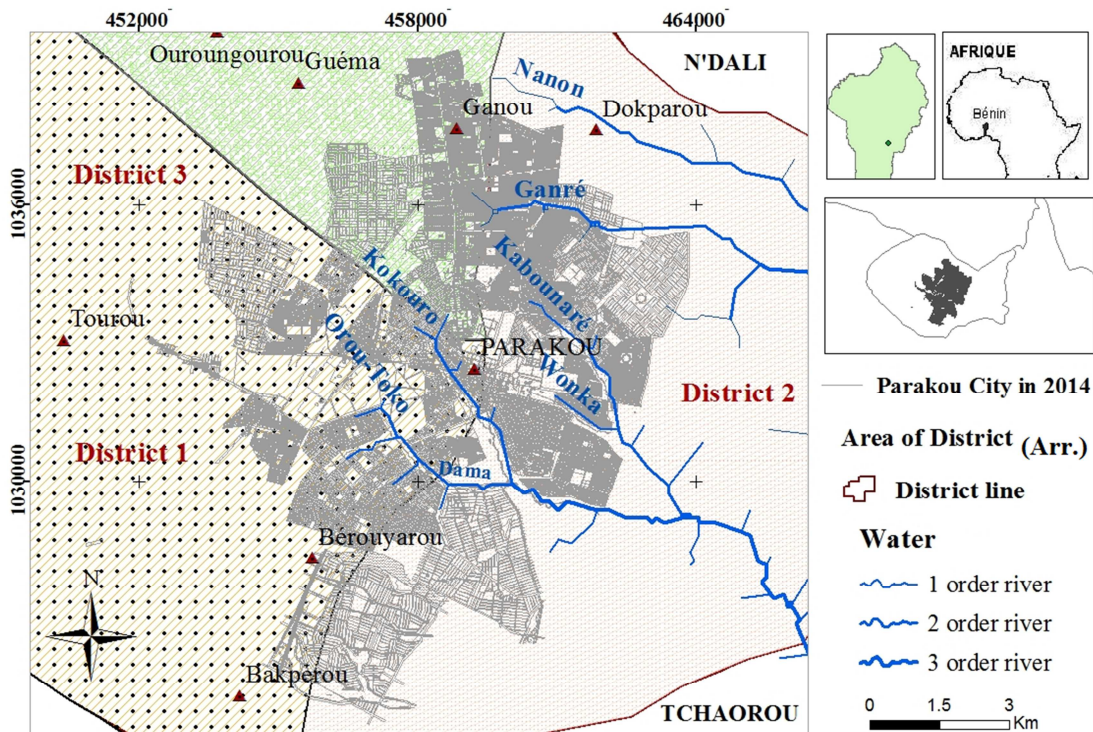 452000
458000
464000
1036000
1030000
Ouroungourou
Guéma
Nanon
N'DALI
Ganou
Dokparou
District 3
Ganré
Kokouro
Kabounaré
Tourou
Orou-Toko
PARAKOU
Wonka
District 2
District 1
Dama
Bérouyarou
N
Bakpérou
TCHAOROU
AFRIQUE
Bénin
Parakou City in 2014
Area of District (Arr.)
District line
Water
1 order river
2 order river
3 order river
0 1.5 3
Km